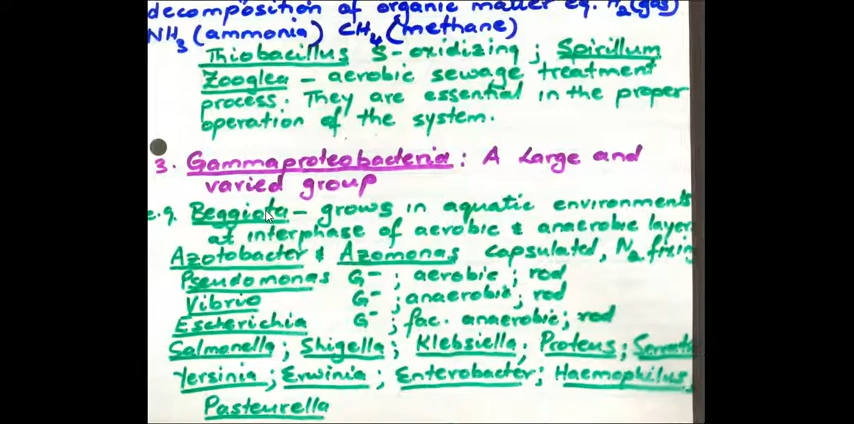 decomposition of organic matter eg. H2(gas)
NH3 (ammonia) CH4 (methane)
Thiobacillus S-oxidizing ; Spirillum
Zooglea - aerobic sewage treatment
process. They are essential in the proper
operation of the system.
3. Gammaproteobacteria : A large and
varied group
e.g. Beggiota - grows in aquatic environments
at interphase of aerobic & anaerobic layer
Azotobacter & Azomonas capsulated, N2 fixing
Pseudomonas G- ; aerobic ; rod
Vibrio G- ; anaerobic ; rod
Escterichia G- ; fac. anaerobic ; rod
Salmonella ; Shigella ; Klebsiella ; Proteus ;
Yersinia ; Erwinia ; Enterobacter ; Haemophilus
Pasteurella